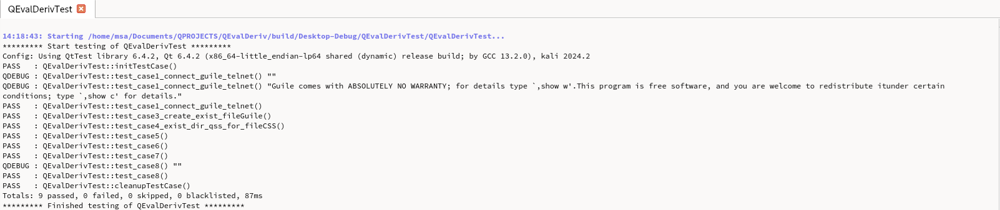 QEvalDerivTest
14:18:43: Starting /home/msa/Documents/QPROJECTS/QEvalDeriv/build/Desktop-Debug/QEvalDerivTest/QEvalDerivTest...
********* Start testing of QEvalDerivTest *********
Config: Using QtTest library 6.4.2, Qt 6.4.2 (x86_64-little_endian-lp64 shared (dynamic) release build; by GCC 13.2.0), kali 2024.2
PASS   : QEvalDerivTest::initTestCase()
QDEBUG : QEvalDerivTest::test_case1_connect_guile_telnet() ""
QDEBUG : QEvalDerivTest::test_case1_connect_guile_telnet() "Guile comes with ABSOLUTELY NO WARRANTY; for details type `,show w'.This program is free software, and you are welcome to redistribute itunder certain
conditions; type `,show c' for details."
PASS   : QEvalDerivTest::test_case1_connect_guile_telnet()
PASS   : QEvalDerivTest::test_case3_create_exist_fileGuile()
PASS   : QEvalDerivTest::test_case4_exist_dir_qss_for_fileCSS()
PASS   : QEvalDerivTest::test_case5()
PASS   : QEvalDerivTest::test_case6()
PASS   : QEvalDerivTest::test_case7()
QDEBUG : QEvalDerivTest::test_case8() ""
PASS   : QEvalDerivTest::test_case8()
PASS   : QEvalDerivTest::cleanupTestCase()
Totals: 9 passed, 0 failed, 0 skipped, 0 blacklisted, 87ms
********* Finished testing of QEvalDerivTest *********